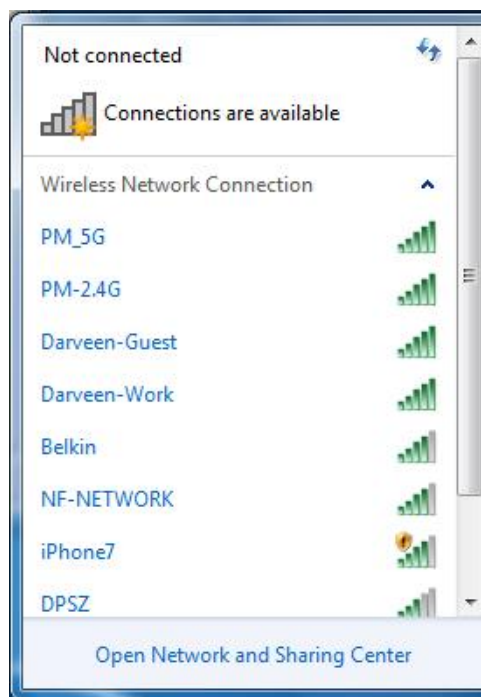 Not connected
Connections are available
Wireless Network Connection
PM_5G
PM-2.4G
Darveen-Guest
Darveen-Work
Belkin
NF-NETWORK
iPhone7
DPSZ
Open Network and Sharing Center